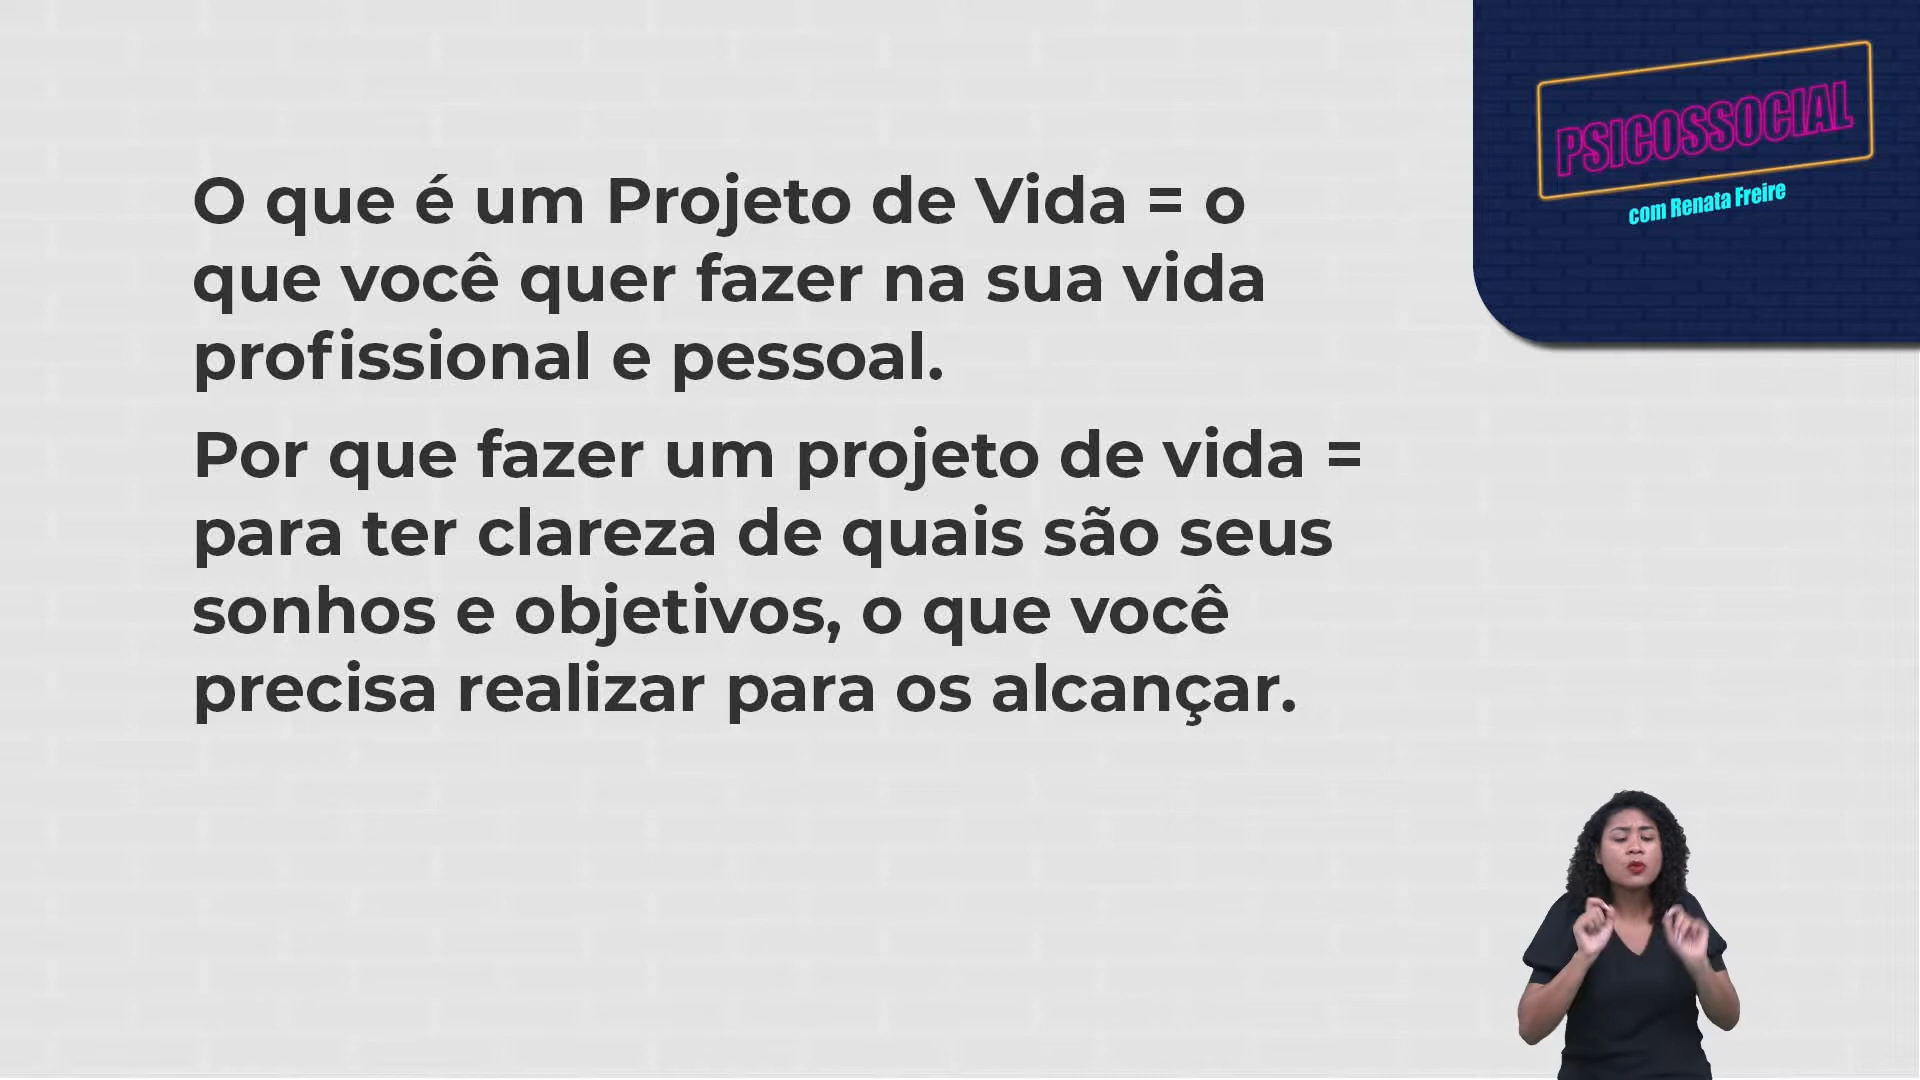 O que é um Projeto de Vida = o
que você quer fazer na sua vida
profissional e pessoal.
Por que fazer um projeto de vida =
para ter clareza de quais são seus
sonhos e objetivos, o que você
precisa realizar para os alcançar.
PSICOSSOCIAL
com Renata Freire